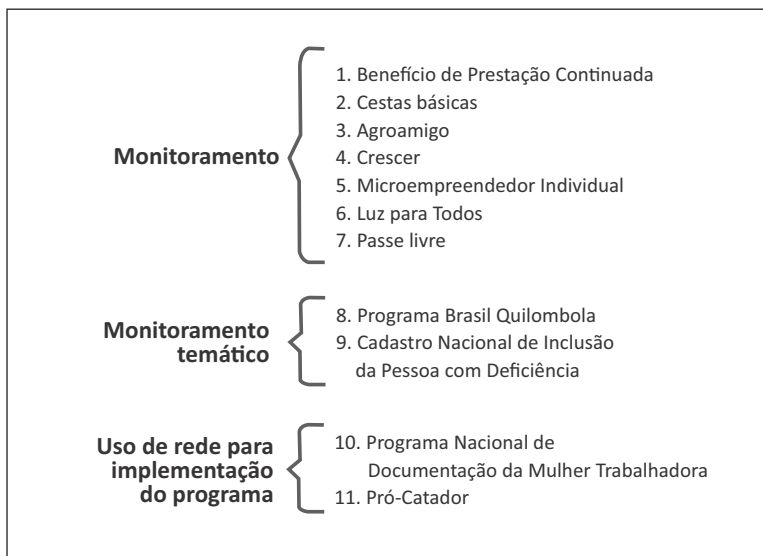 Monitoramento
1. Benefício de Prestação Continuada
2. Cestas básicas
3. Agroamigo
4. Crescer
5. Microempreendedor Individual
6. Luz para Todos
7. Passe livre
Monitoramento
temático
8. Programa Brasil Quilombola
9. Cadastro Nacional de Inclusão
da Pessoa com Deficiência
Uso de rede para
implementação
do programa
10. Programa Nacional de
Documentação da Mulher Trabalhadora
11. Pró-Catador